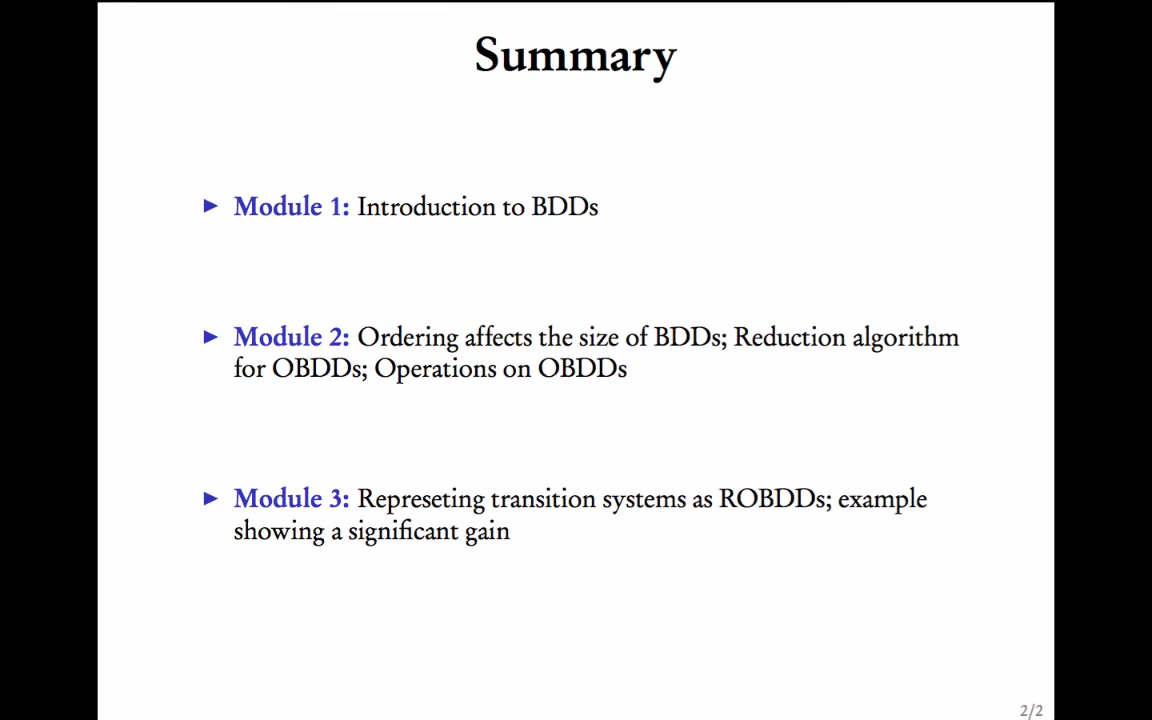 Summary
▶ Module 1: Introduction to BDDs
▶ Module 2: Ordering affects the size of BDDs; Reduction algorithm
for OBDDs; Operations on OBDDs
▶ Module 3: Represeting transition systems as ROBDDs; example
showing a significant gain
2/2